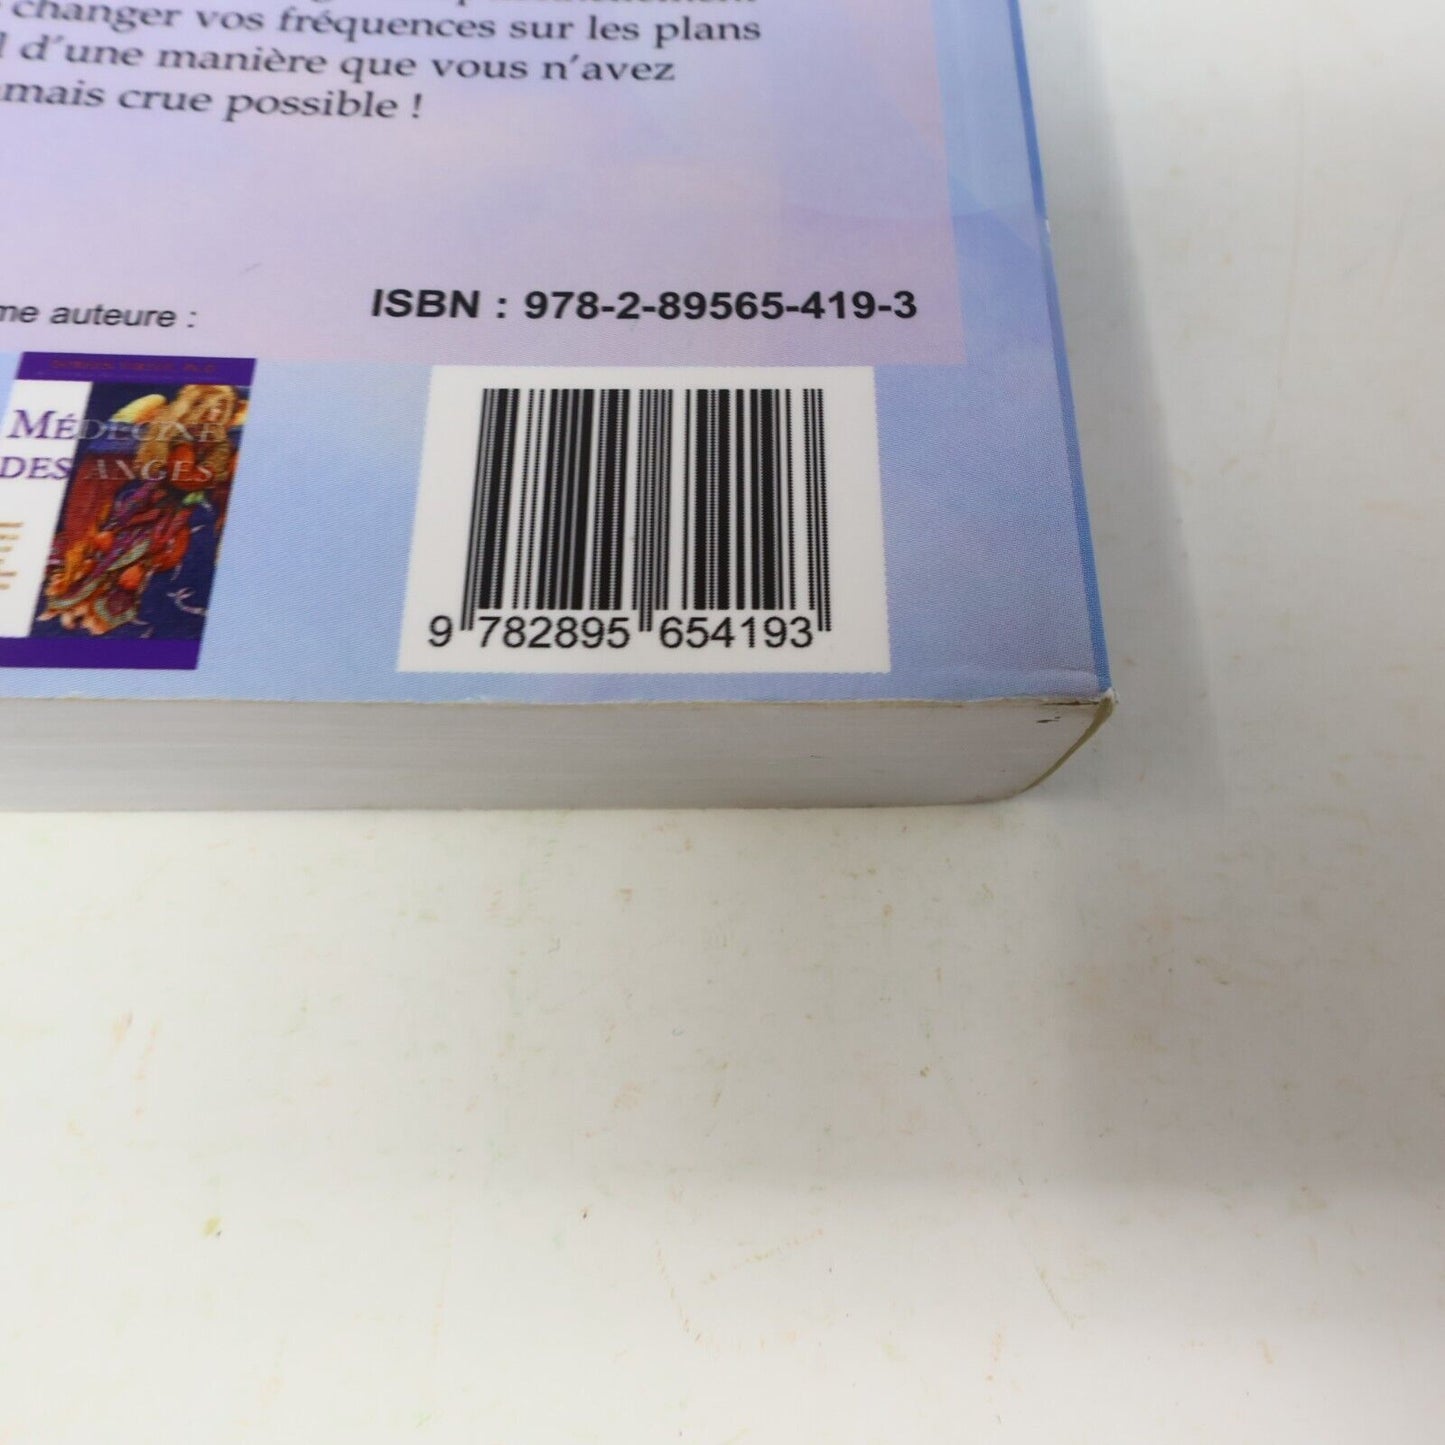 changer vos fréquences sur les plans
d'une manière que vous n'avez
mais crue possible !
me auteure :
ISBN : 978-2-89565-419-3
MÉDECINE
DES ANGES
9 782895 654193